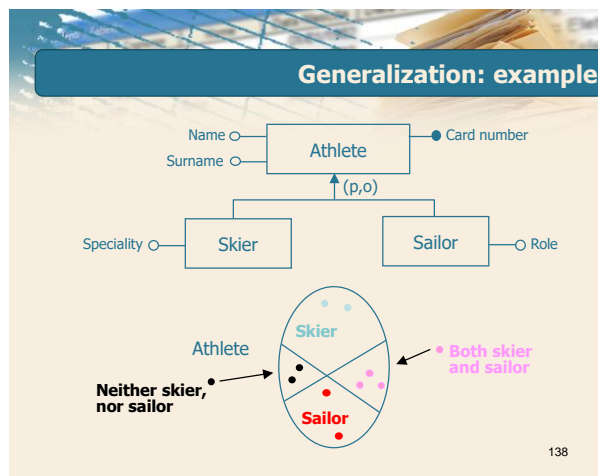 Generalization: example
Name
Card number
Athlete
Surname
(p,o)
Speciality
Skier
Sailor
Role
Skier
Athlete
Both skier
and sailor
Neither skier,
nor sailor
Sailor
138